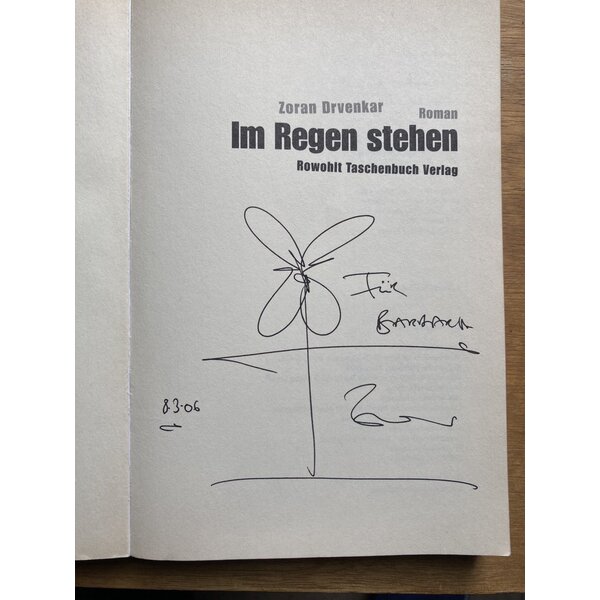 Zoran Drvenkar Roman
Im Regen stehen
Rowohlt Taschenbuch Verlag
Für
BARBARA
8.3.06